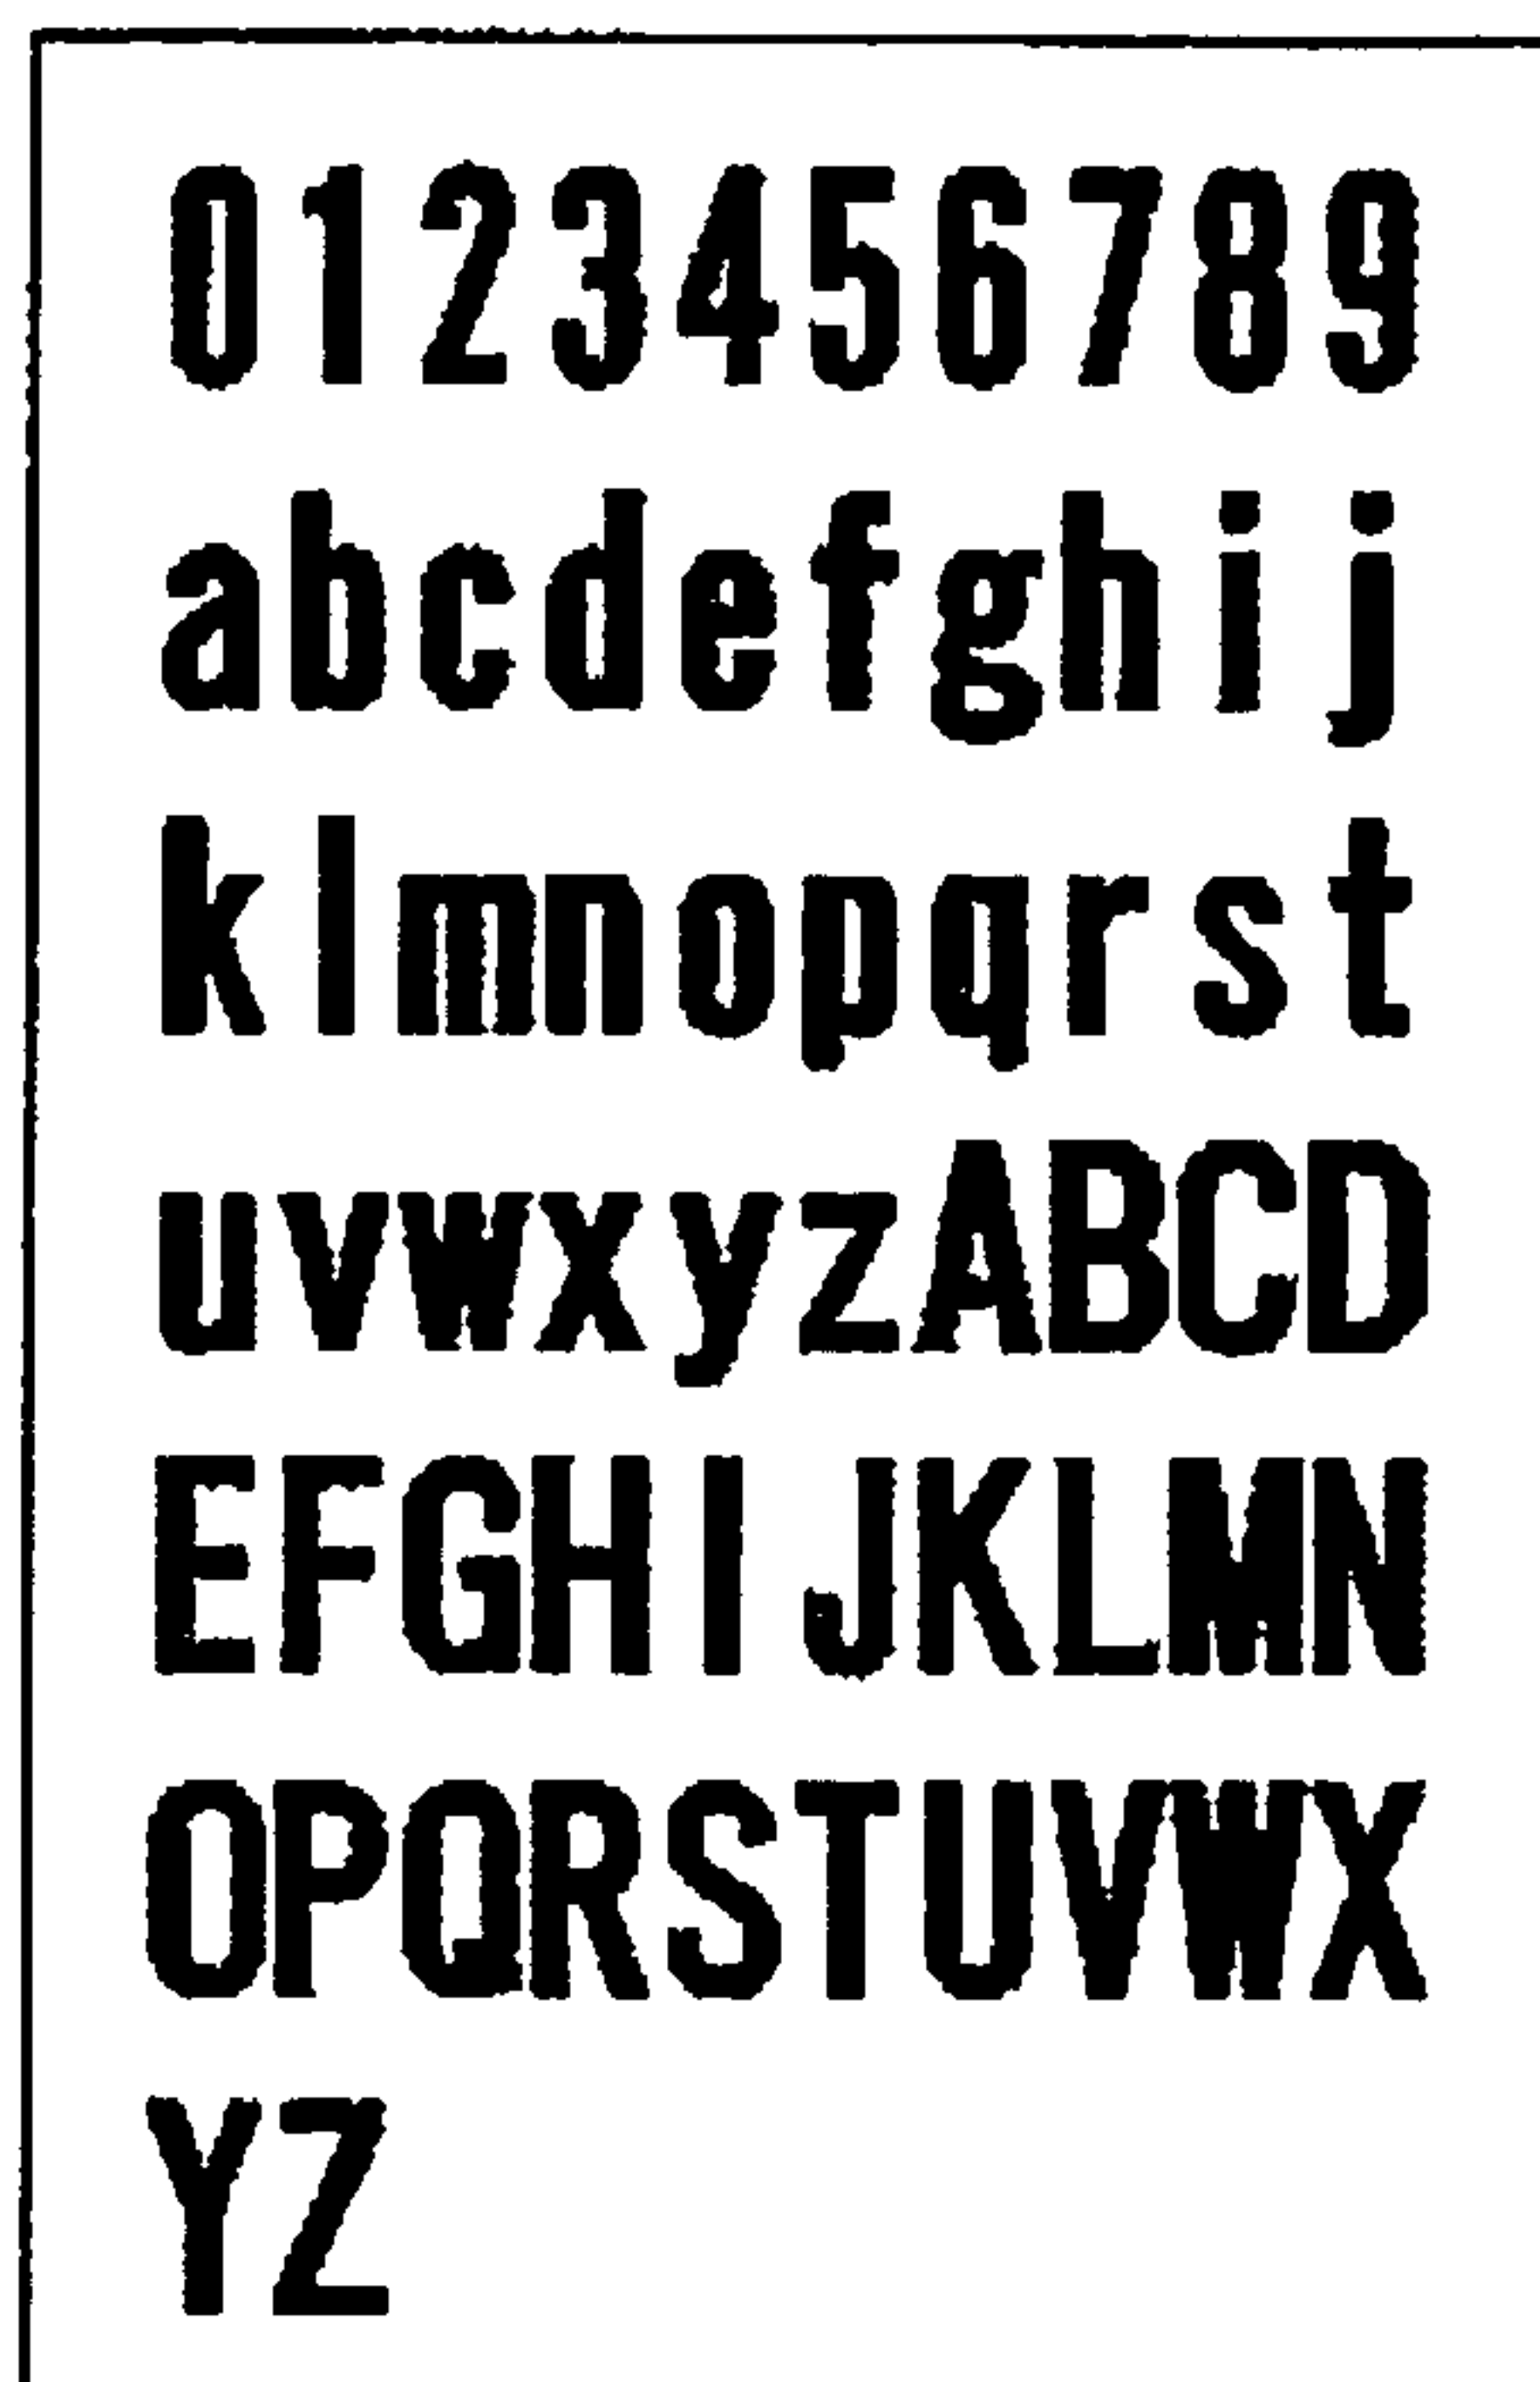 0123456789
abcdefghij
klmnopqrst
uvwxyzABCD
EFGHIJKLMN
OPQRSTUVWX
YZ